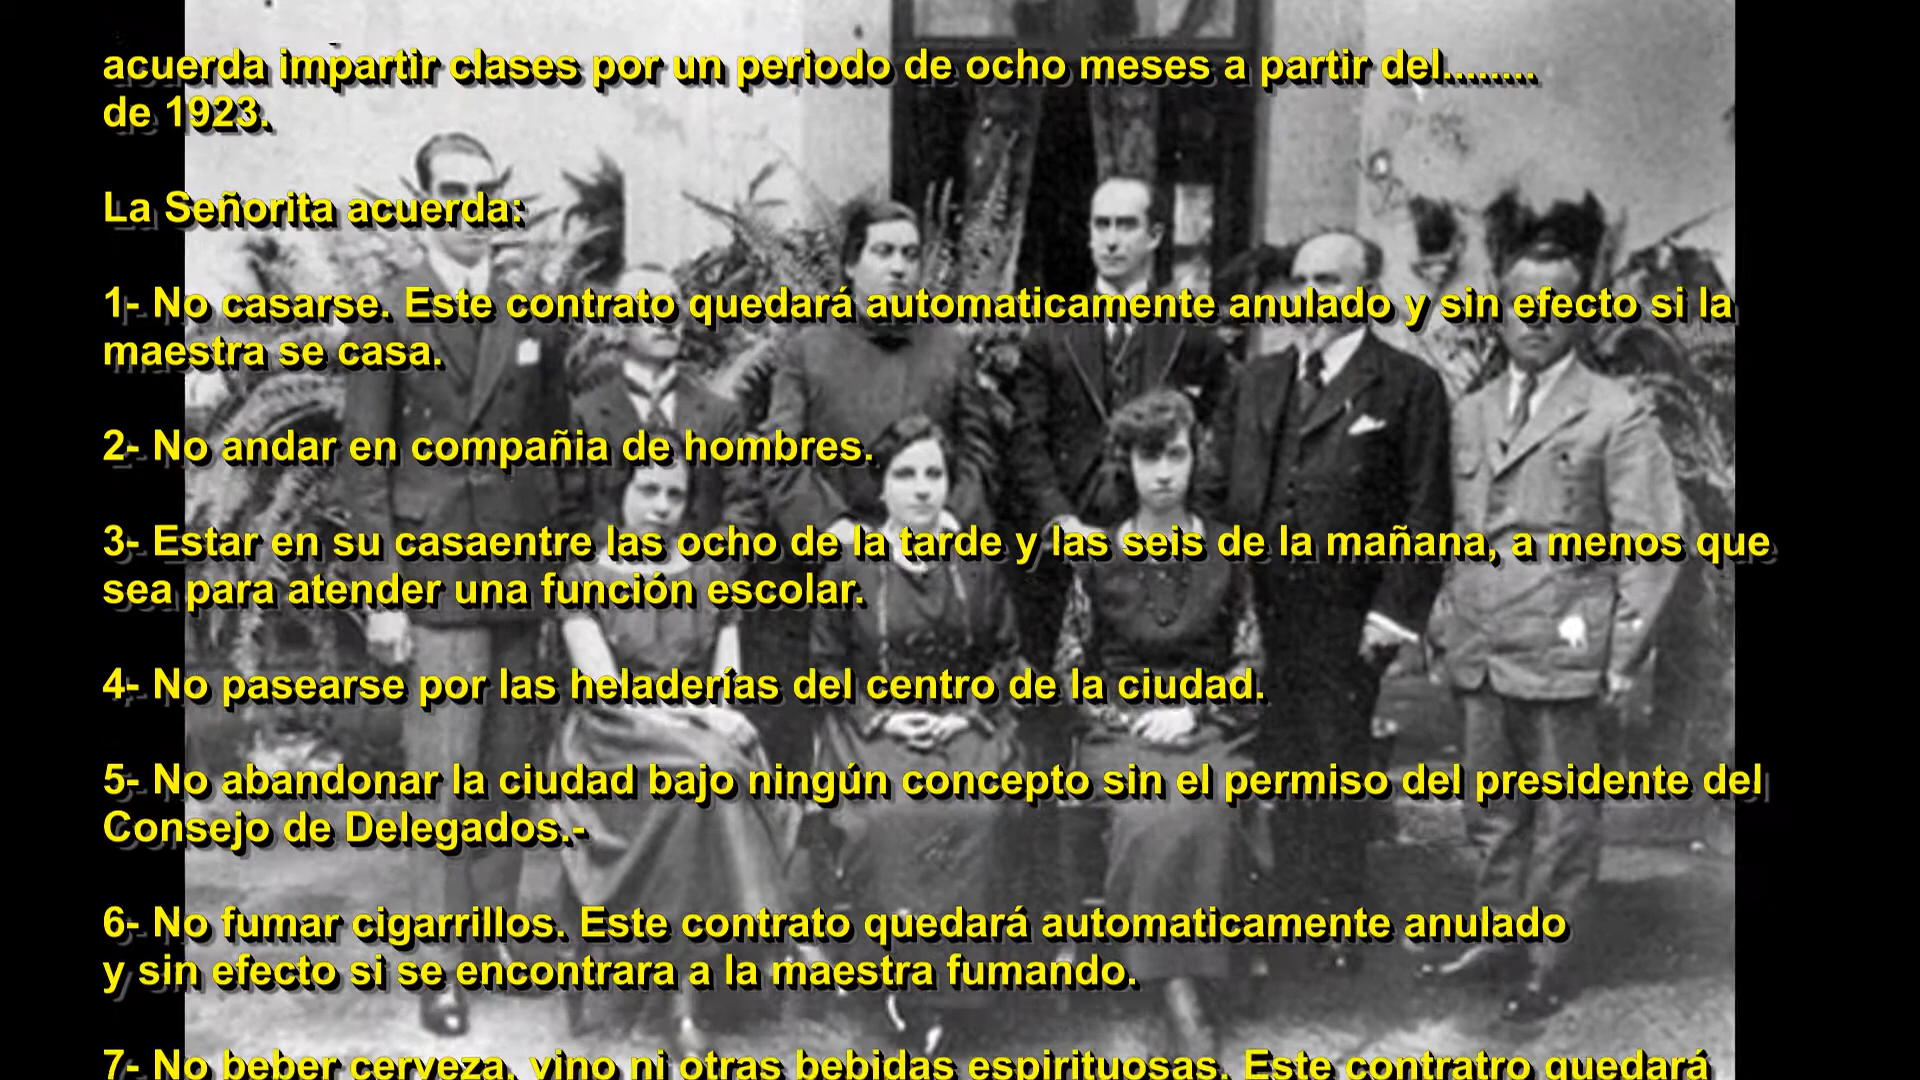 acuerda impartir clases por un periodo de ocho meses a partir del........
de 1923.
La Señorita acuerda:
1- No casarse. Este contrato quedará automaticamente anulado y sin efecto si la
maestra se casa.
2- No andar en compañia de hombres.
3- Estar en su casaentre las ocho de la tarde y las seis de la mañana, a menos que
sea para atender una función escolar.
4- No pasearse por las heladerías del centro de la ciudad.
5- No abandonar la ciudad bajo ningún concepto sin el permiso del presidente del
Consejo de Delegados.-
6- No fumar cigarrillos. Este contrato quedará automaticamente anulado
y sin efecto si se encontrara a la maestra fumando.
7- No beber cerveza, vino ni otras bebidas espirituosas. Este contratro quedará